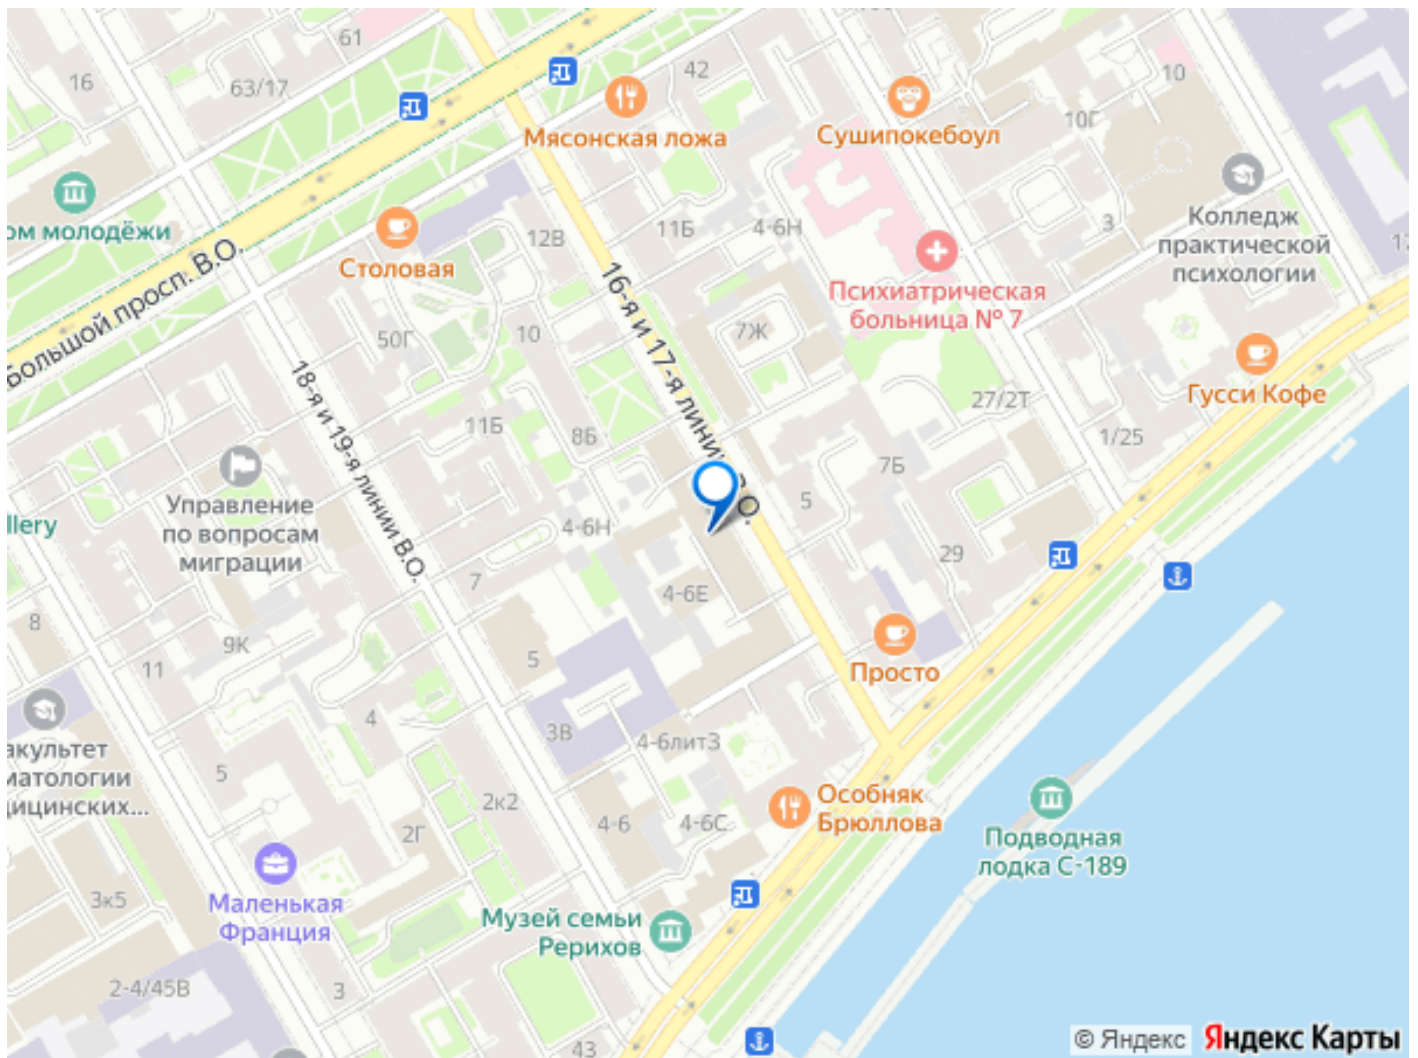 61
42
16
63/17
10
Мясонская ложа
Сушипокебоул
10Г
ом молодёжи
Столовая
12В
11Б
4-6Н
3
Колледж
практической
психологии
12
Большой просп. В.О.
16-я и 17-я линии В.О.
Психиатрическая
больница № 7
50Г
10
7Ж
Гусси Кофе
18-я и 19-я линии В.О.
27/2Т
11Б
8Б
1/25
7Б
Управление
по вопросам
миграции
llery
4-6Н
5
29
7
4-6Е
8
9К
11
5
Просто
4
3В
4-6литЗ
акультет
матологии
дицинских...
5
2к2
2Г
4-6
4-6С
Особняк
Брюллова
Подводная
лодка С-189
Маленькая
Франция
3к5
Музей семьи
Рерихов
2-4/45В
3
43
© Яндекс Яндекс Карты